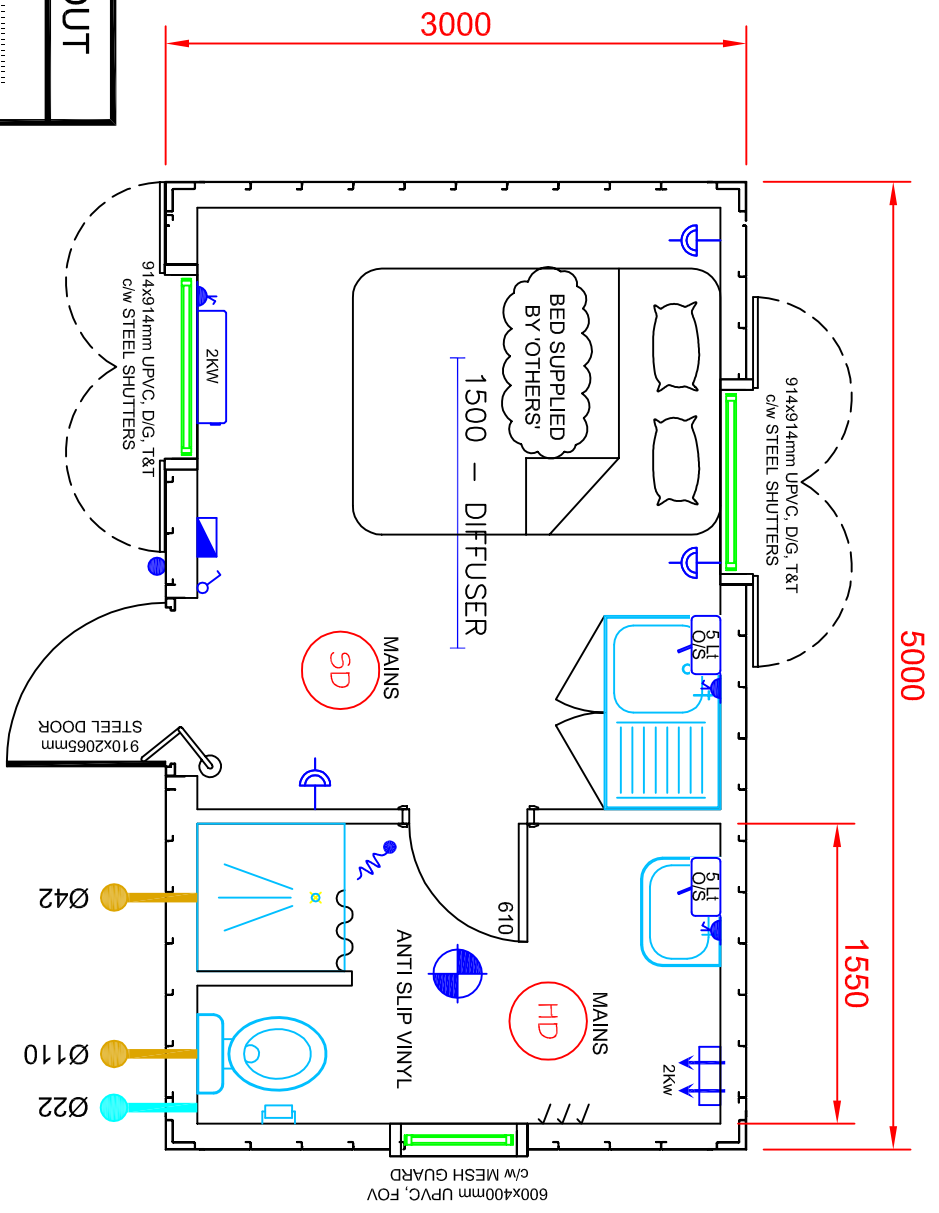 OUT
3000
5000
1550
914x914mm UPVC, D/G, T&T
c/w STEEL SHUTTERS
914x914mm UPVC, D/G, T&T
c/w STEEL SHUTTERS
BED SUPPLIED
BY 'OTHERS'
1500 – DIFFUSER
2KW
5 Lt
O/S
MAINS
SD
910x2065mm
STEEL DOOR
5 Lt
O/S
610
ANTI SLIP VINYL
MAINS
HD
2Kw
Ø42
Ø110
Ø22
600x400mm UPVC, FOV
c/w MESH GUARD